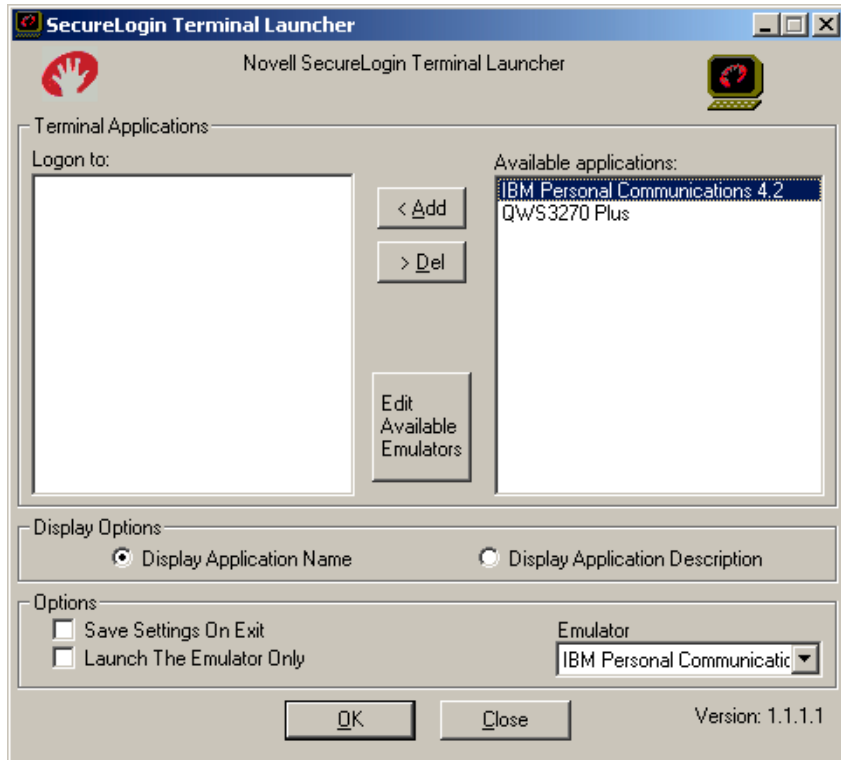 SecureLogin Terminal Launcher
Novell SecureLogin Terminal Launcher
Terminal Applications
Logon to:
Available applications:
IBM Personal Communications 4.2
QWS3270 Plus
< Add
> Del
Edit
Available
Emulators
Display Options
Display Application Name
Display Application Description
Options
Save Settings On Exit
Launch The Emulator Only
Emulator
IBM Personal Communicatic
OK
Close
Version: 1.1.1.1